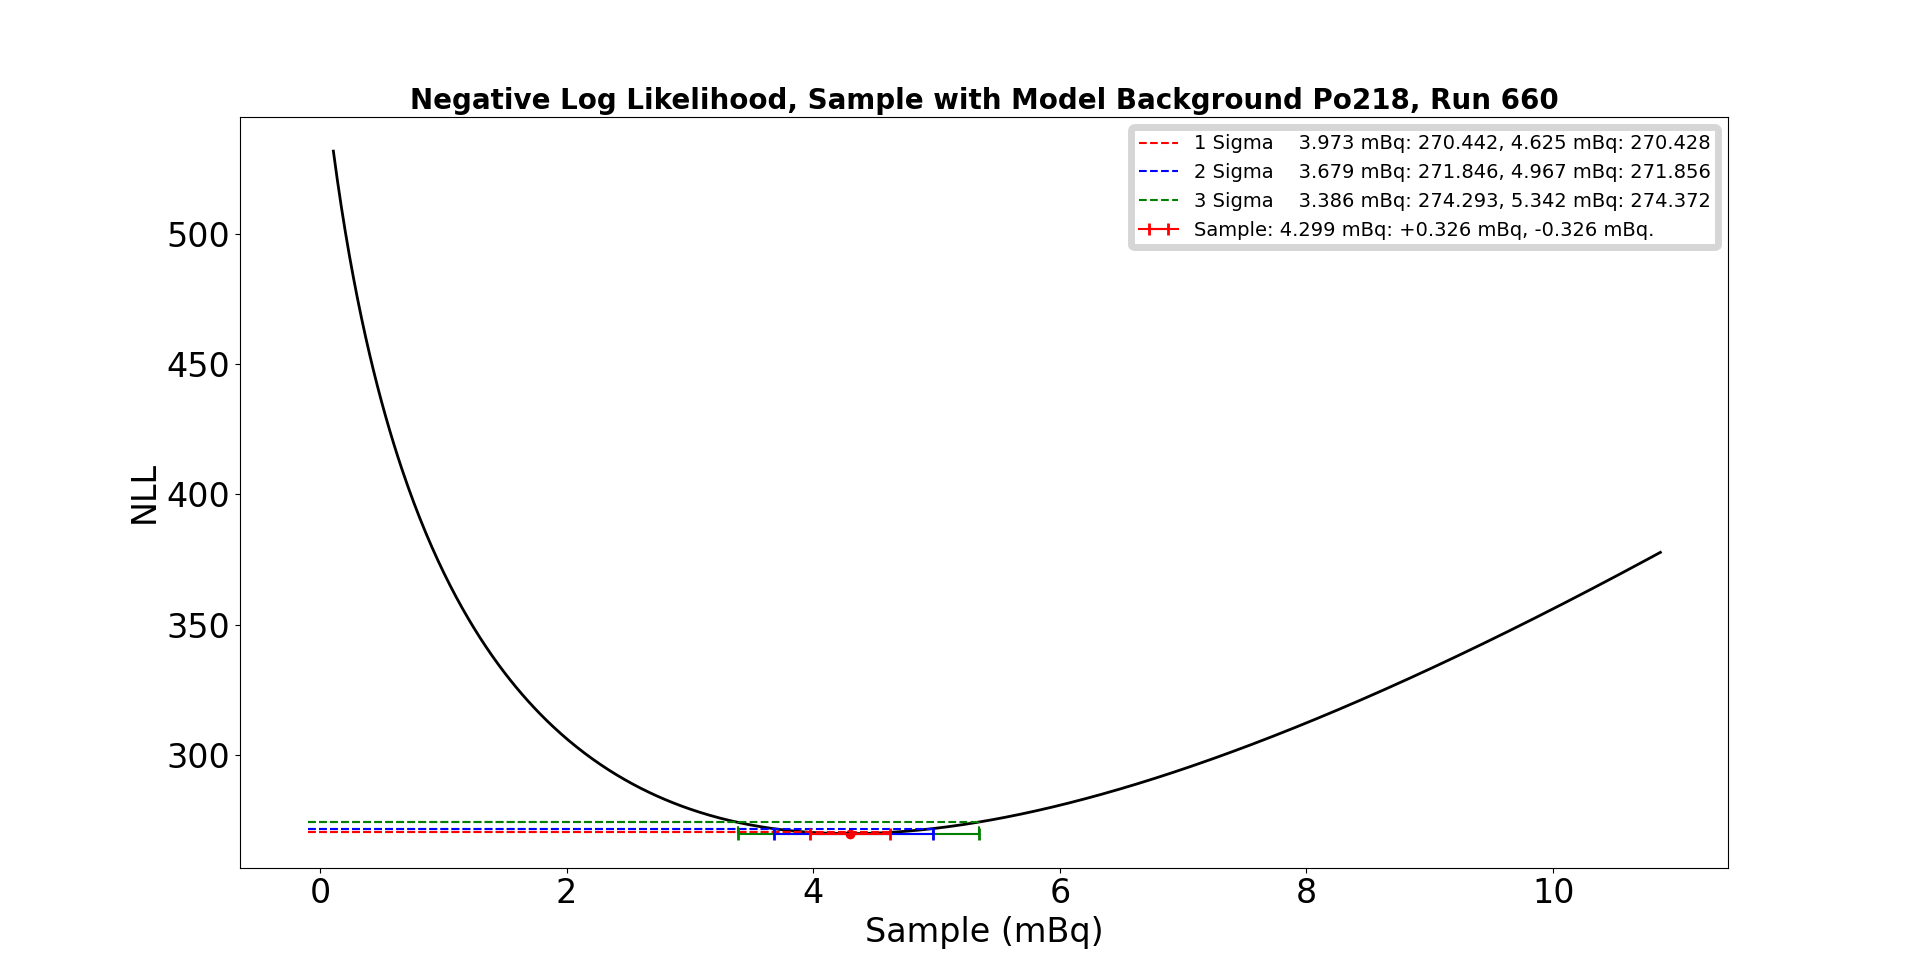 Negative Log Likelihood, Sample with Model Background Po218, Run 660
1 Sigma    3.973 mBq: 270.442, 4.625 mBq: 270.428
2 Sigma    3.679 mBq: 271.846, 4.967 mBq: 271.856
3 Sigma    3.386 mBq: 274.293, 5.342 mBq: 274.372
Sample: 4.299 mBq: +0.326 mBq, -0.326 mBq.
500
450
400
350
300
NLL
0 2 4 6 8 10
Sample (mBq)